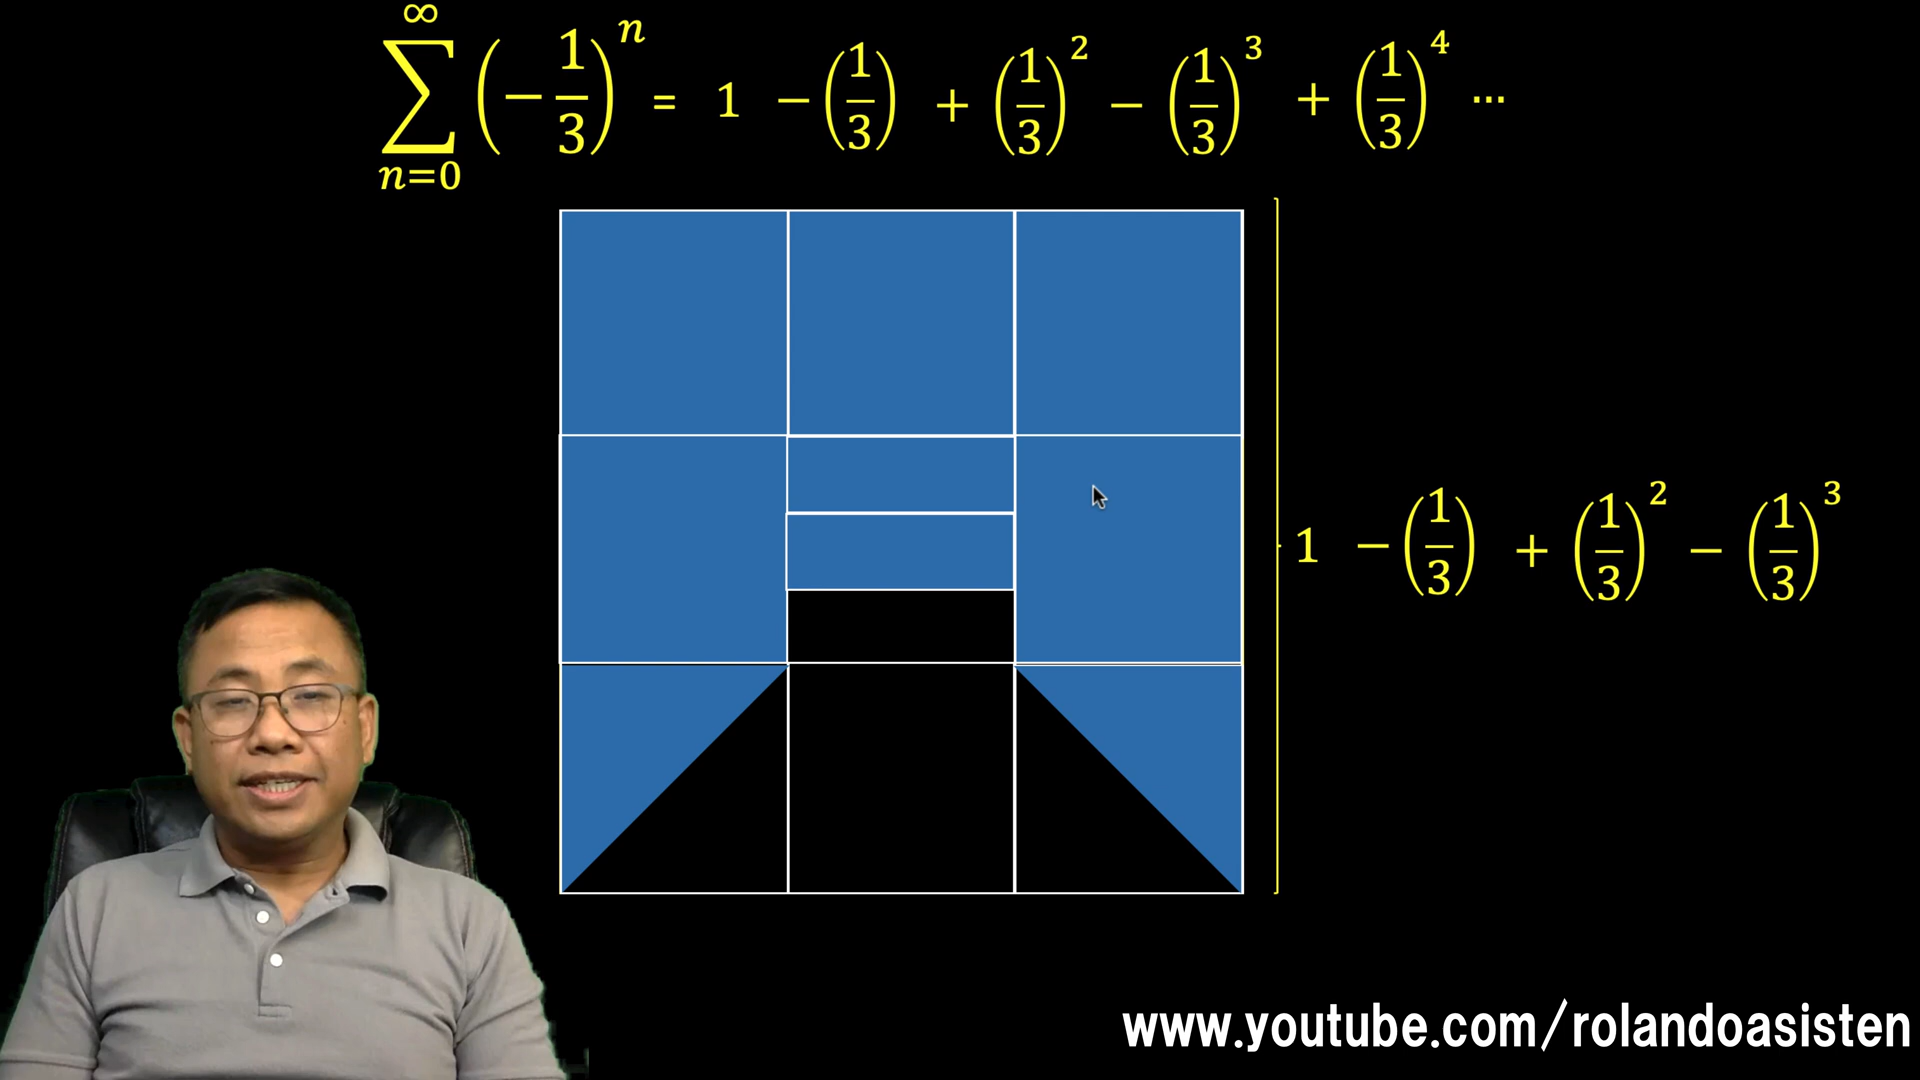 ∑_{n=0}^{∞} (−1/3)^n = 1 −(1/3) + (1/3)^2 − (1/3)^3 + (1/3)^4 ⋯
1 −(1/3) + (1/3)^2 − (1/3)^3
www.youtube.com/rolandoasisten